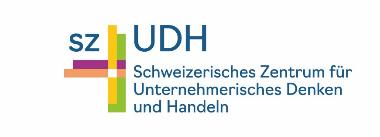 sz UDH
Schweizerisches Zentrum für
Unternehmerisches Denken
und Handeln